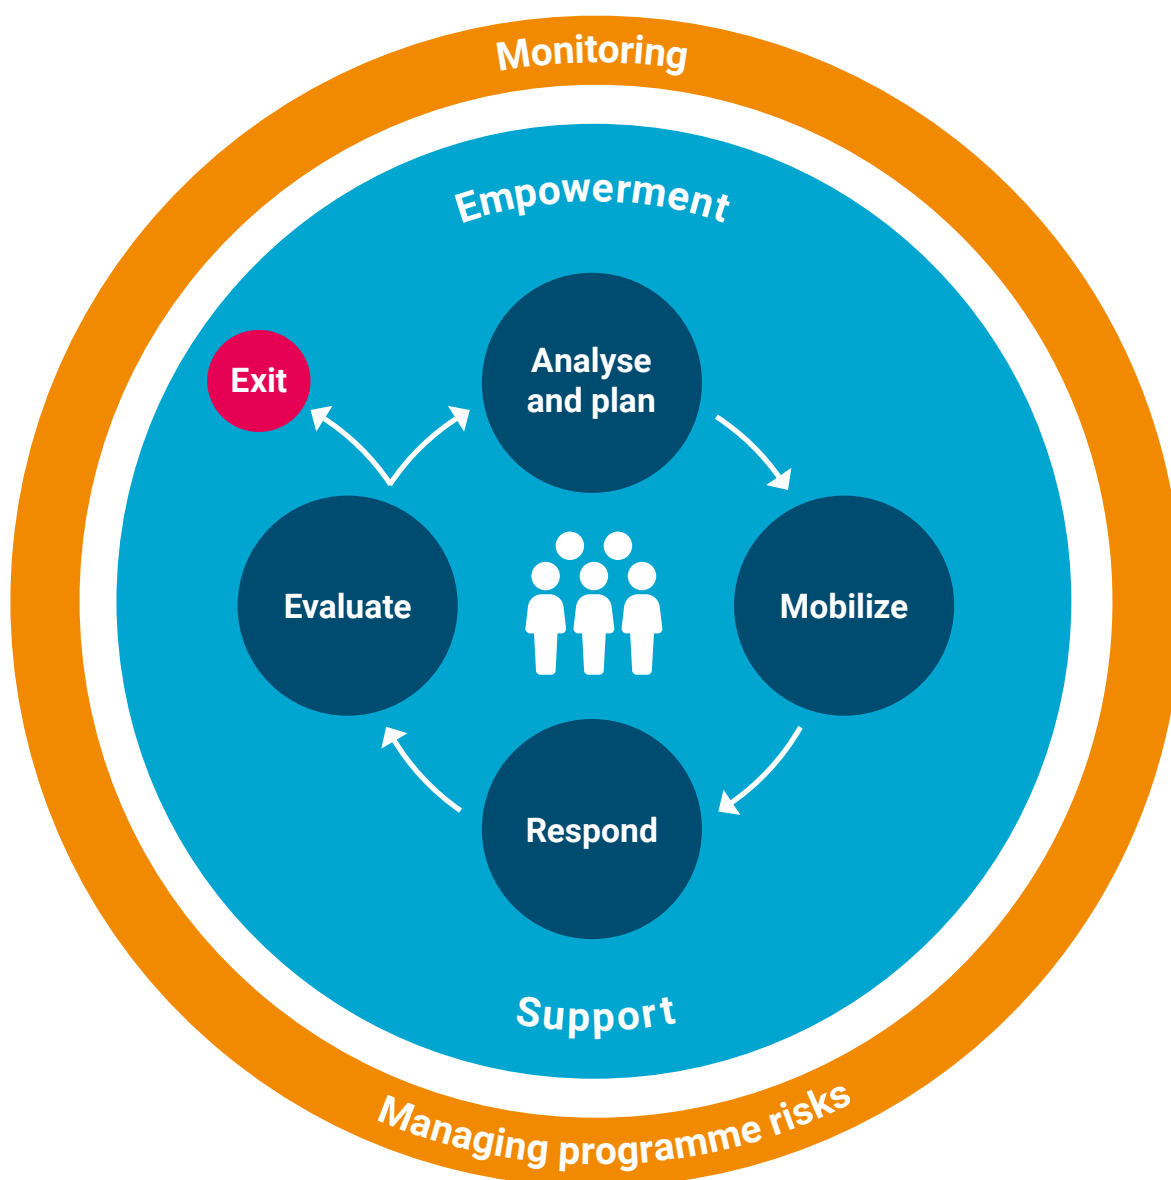 Monitoring
Empowerment
Analyse
and plan
Exit
Evaluate
Mobilize
Respond
Support
Managing programme risks